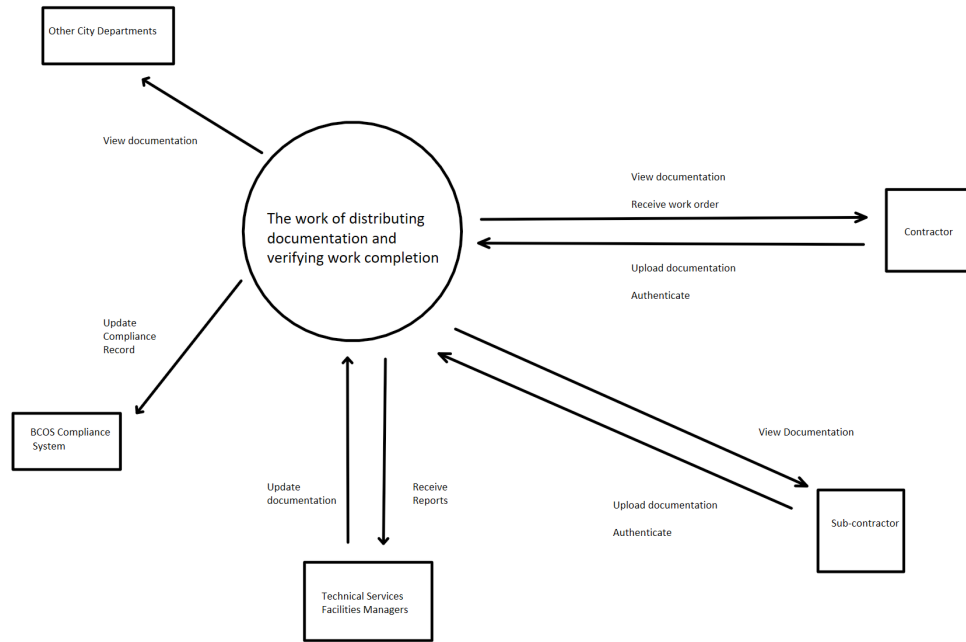 Other City Departments
View documentation
The work of distributing
documentation and
verifying work completion
View documentation
Receive work order
Contractor
Upload documentation
Authenticate
Update
Compliance
Record
BCOS Compliance
System
Update
documentation
Receive
Reports
View Documentation
Upload documentation
Authenticate
Sub-contractor
Technical Services
Facilities Managers